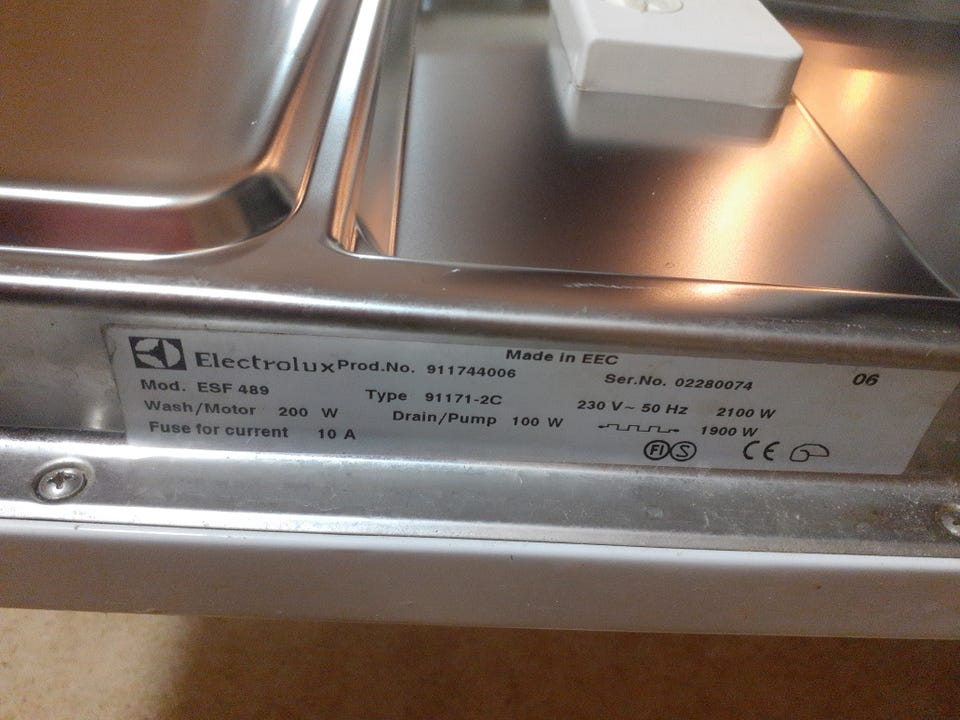 Electrolux Prod.No. 911744006 Made in EEC Ser.No. 02280074 06
Mod. ESF 489 Type 91171-2C 230 V~ 50 Hz 2100 W
Wash/Motor 200 W Drain/Pump 100 W 1900 W
Fuse for current 10 A FI S CE